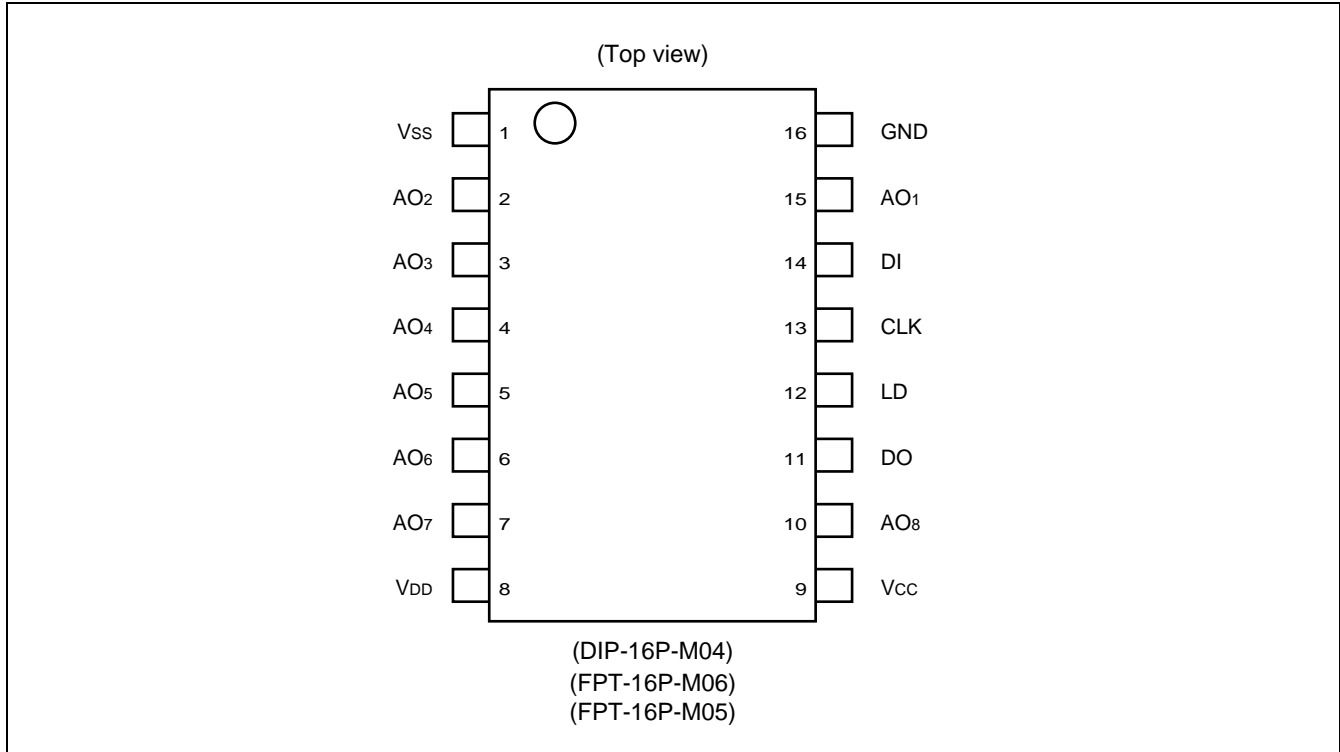 (Top view)
VSS 1 16 GND
AO2 2 15 AO1
AO3 3 14 DI
AO4 4 13 CLK
AO5 5 12 LD
AO6 6 11 DO
AO7 7 10 AO8
VDD 8 9 VCC
(DIP-16P-M04)
(FPT-16P-M06)
(FPT-16P-M05)